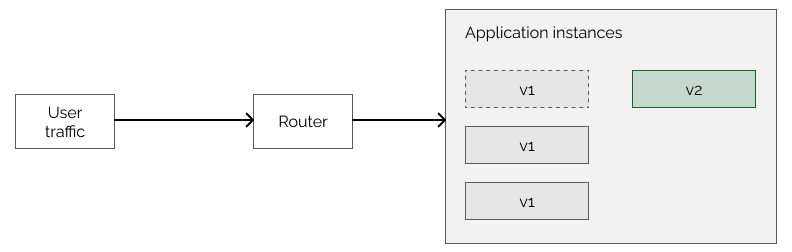 User
traffic
Router
Application instances
v1
v2
v1
v1